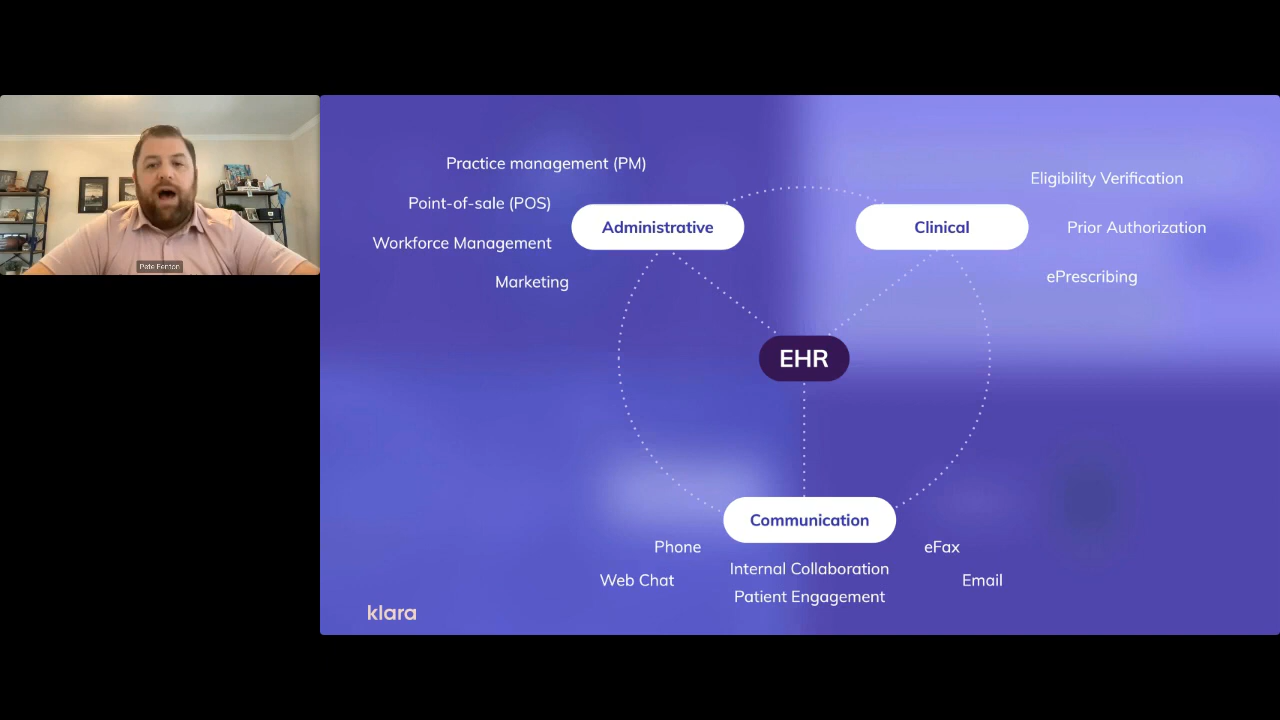 Pete Fenton
Practice management (PM)
Point-of-sale (POS)
Workforce Management
Marketing
Administrative
Clinical
Eligibility Verification
Prior Authorization
ePrescribing
EHR
Communication
Phone
Web Chat
Internal Collaboration
Patient Engagement
eFax
Email
klara